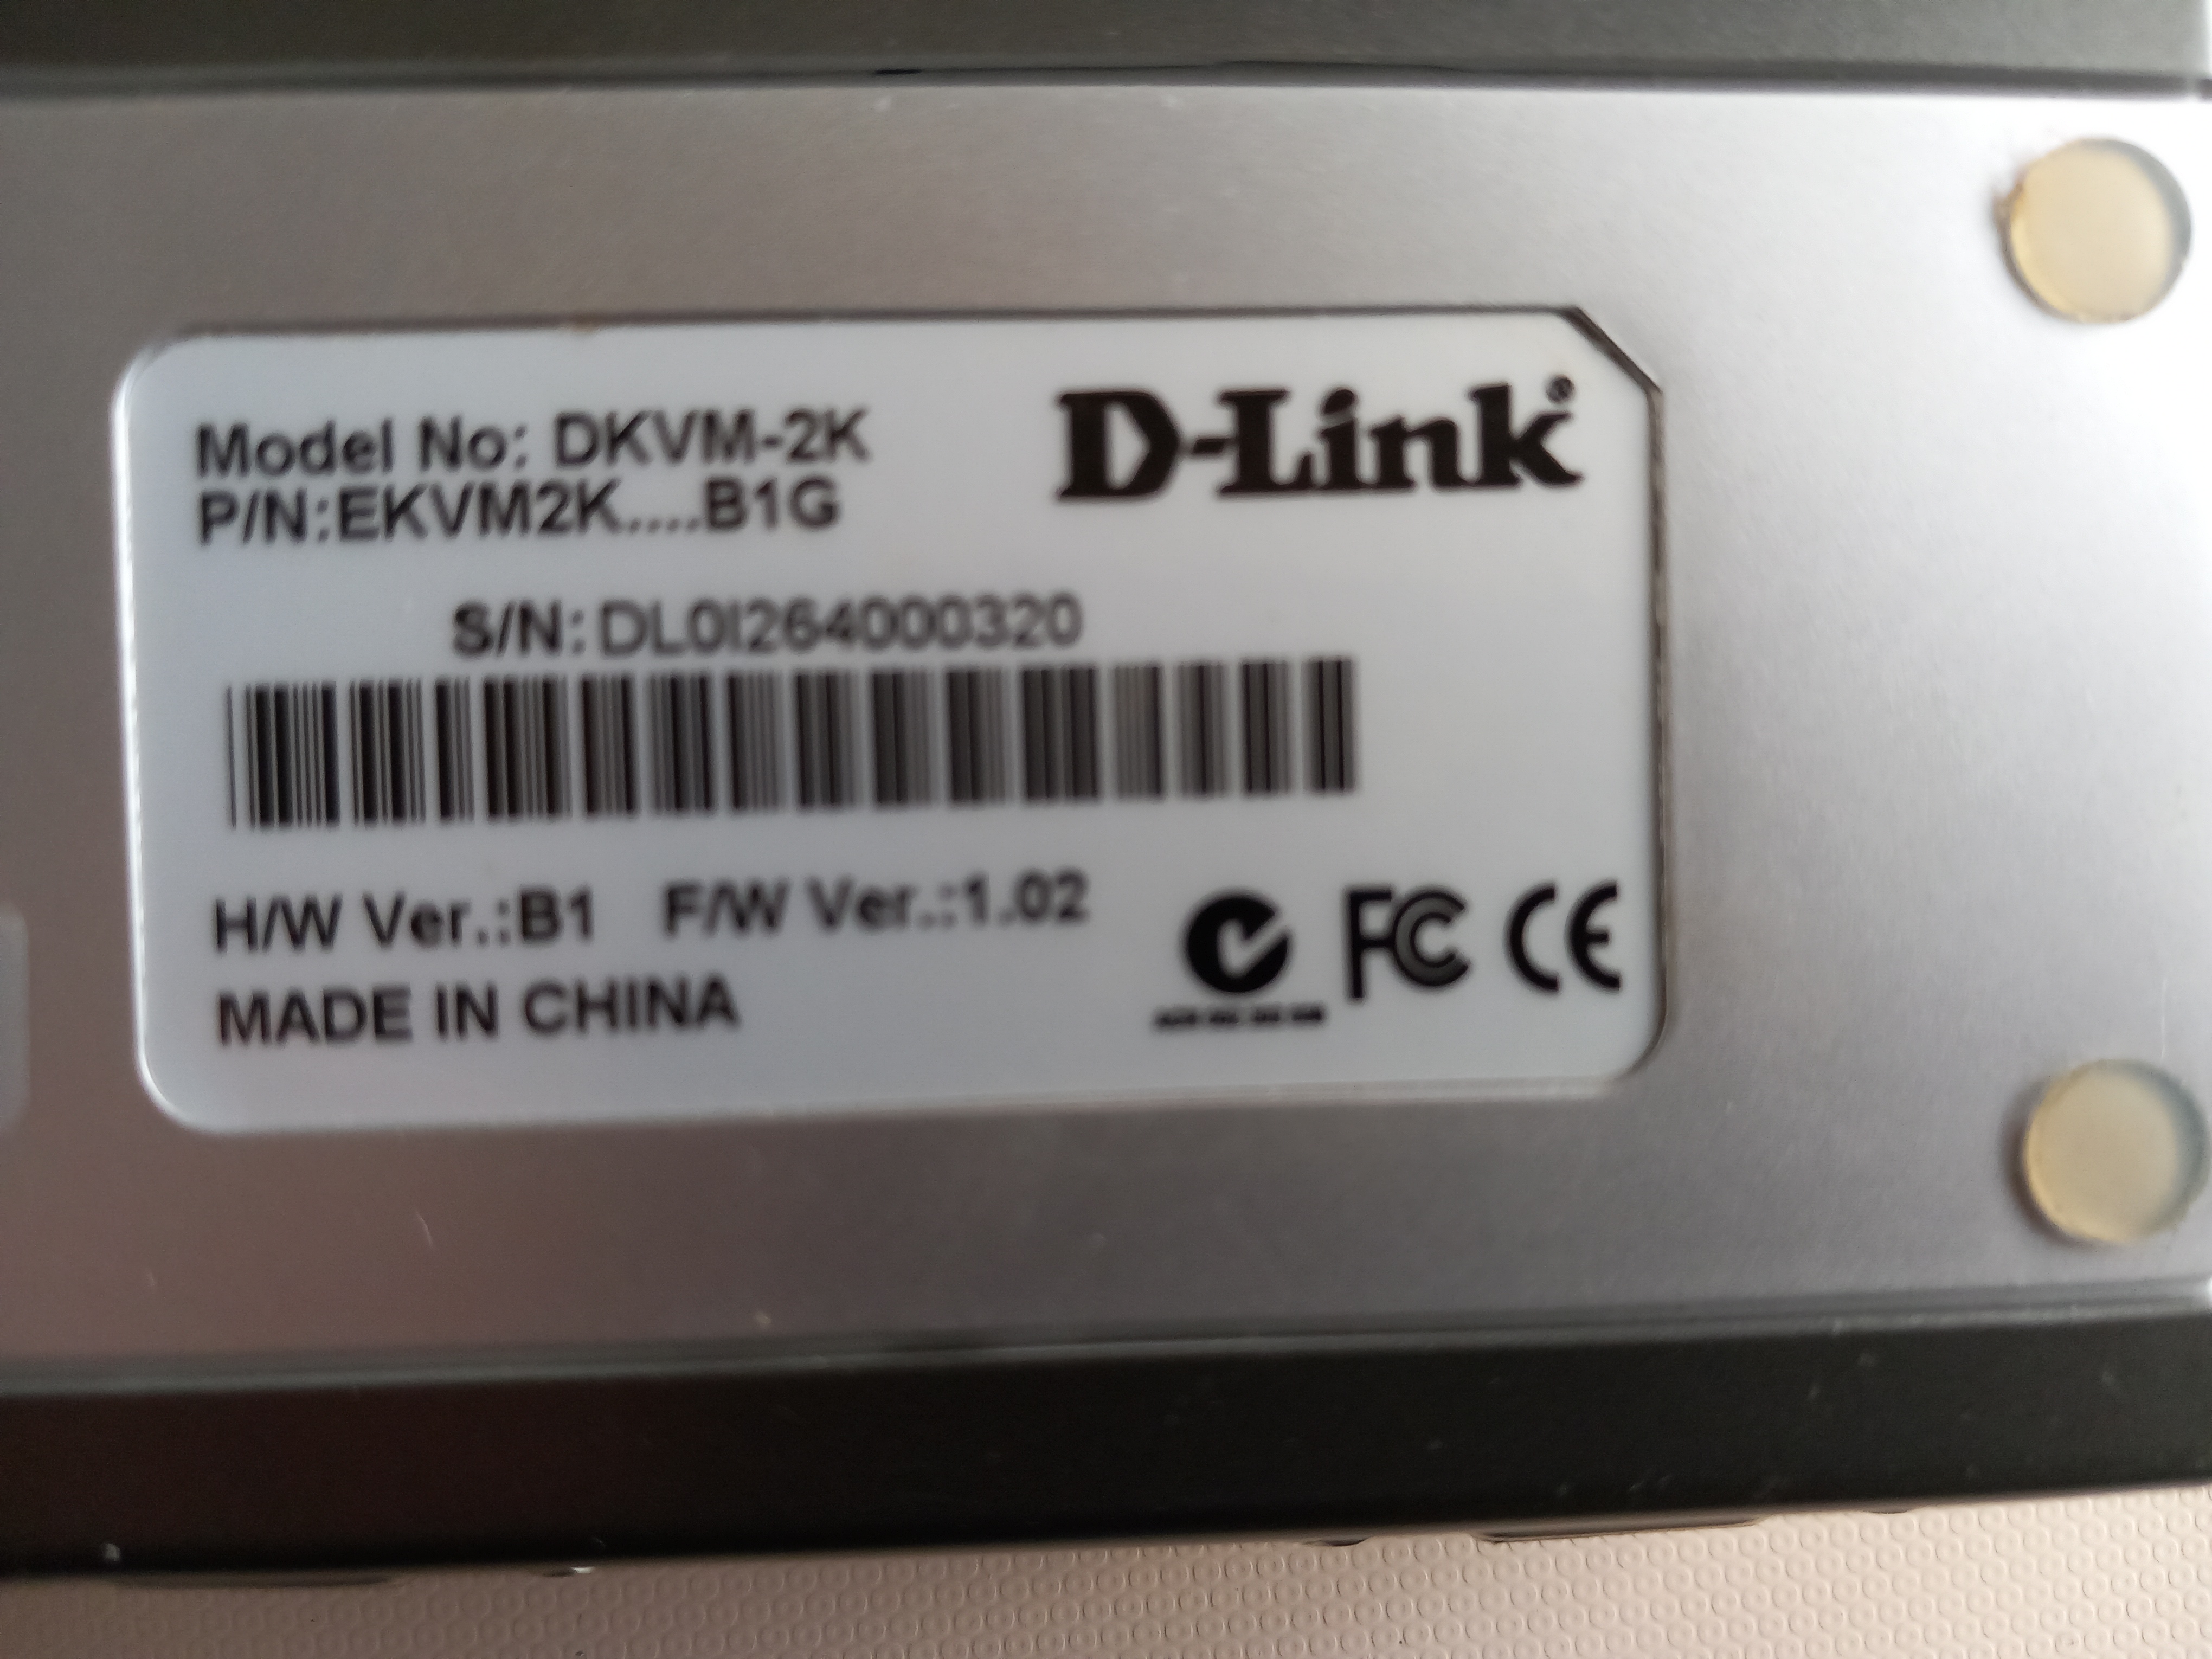 Model No: DKVM-2K
D-Link®
P/N:EKVM2K....B1G
S/N: DL0I264000320
H/W Ver.:B1 F/W Ver.:1.02
FC CE
MADE IN CHINA